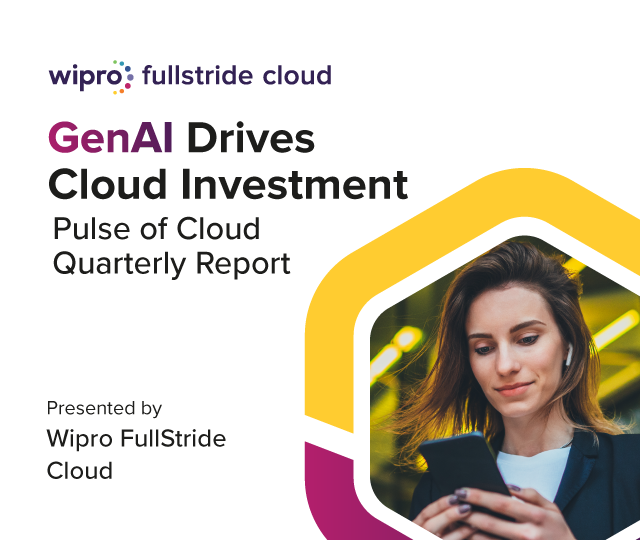 wipro fullstride cloud
GenAI Drives
Cloud Investment
Pulse of Cloud
Quarterly Report
Presented by
Wipro FullStride
Cloud